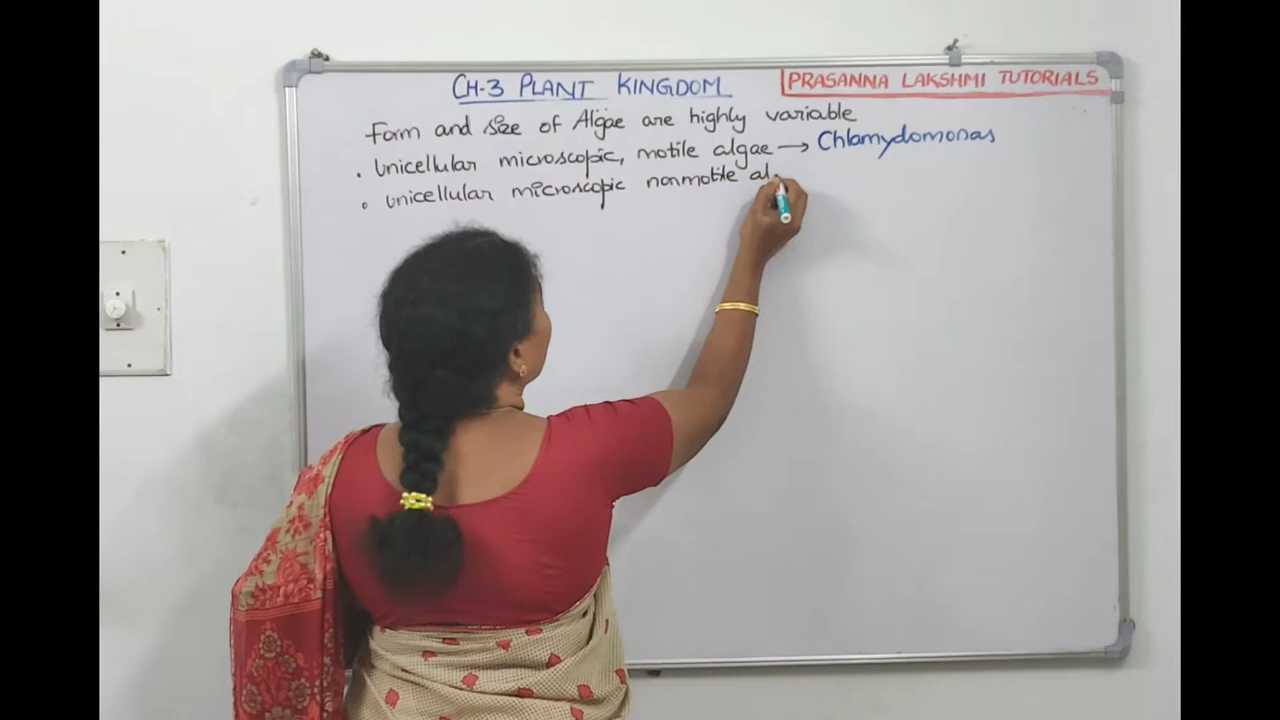 CH-3 PLANT KINGDOM
PRASANNA LAKSHMI TUTORIALS
Form and size of Algae are highly variable
. Unicellular microscopic, motile algae → Chlamydomonas
• unicellular microscopic nonmotile al